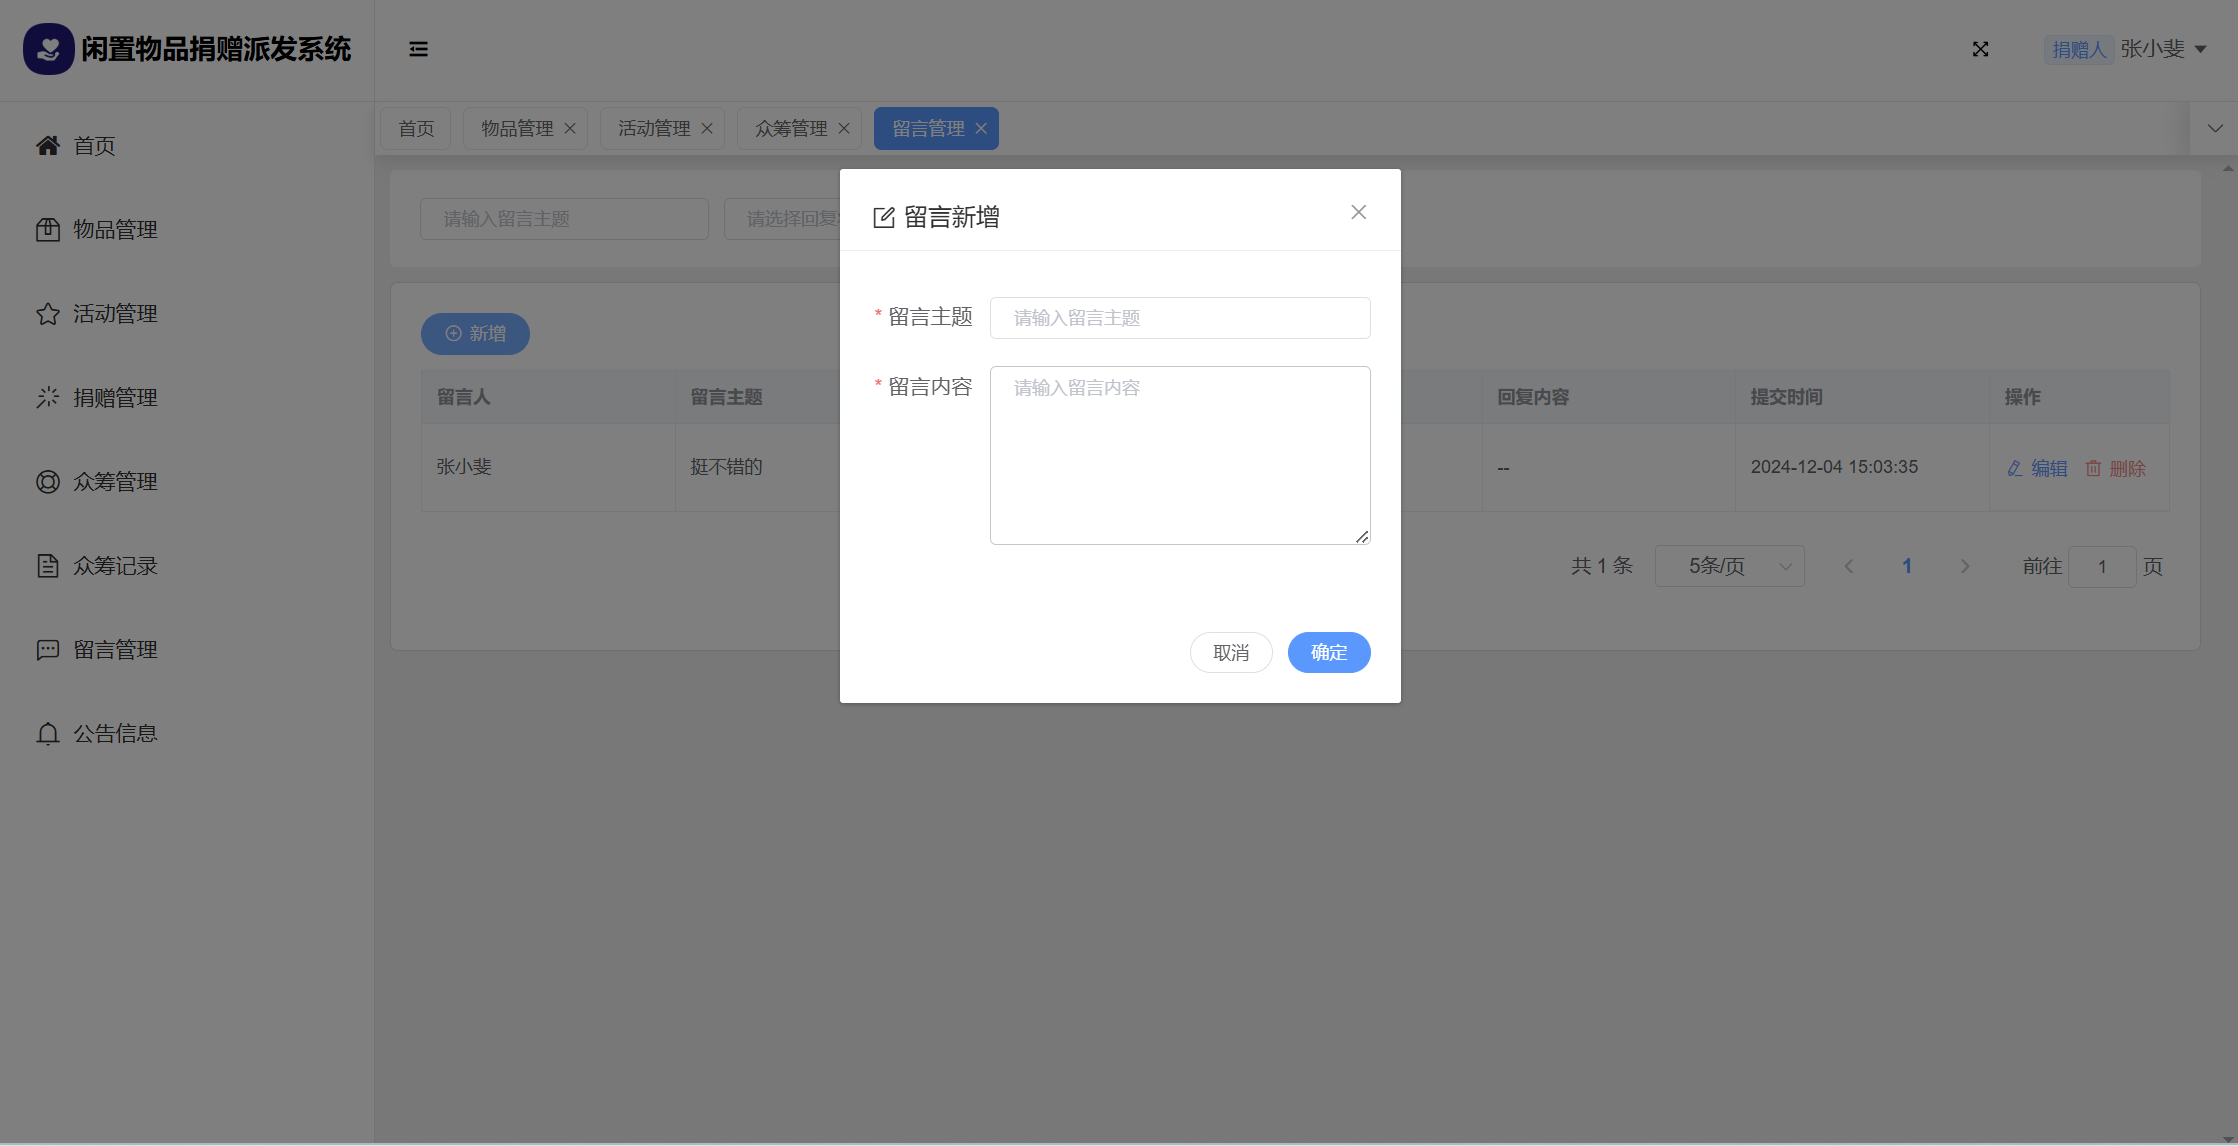 闲置物品捐赠派发系统
捐赠人 张小斐
首页 物品管理 活动管理 众筹管理 留言管理
首页
物品管理
活动管理
捐赠管理
众筹管理
众筹记录
留言管理
公告信息
请输入留言主题 请选择回复
新增
留言人 留言主题 回复内容 提交时间 操作
张小斐 挺不错的 -- 2024-12-04 15:03:35 编辑 删除
共 1 条 5条/页 1 前往 1 页
留言新增
* 留言主题 请输入留言主题
* 留言内容 请输入留言内容
取消 确定